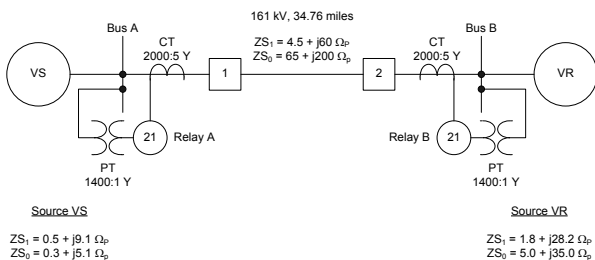 161 kV, 34.76 miles
ZS₁ = 4.5 + j60 Ωₚ
ZS₀ = 65 + j200 Ωₚ
Bus A
CT
2000:5 Y
CT
2000:5 Y
Bus B
VS
1
2
VR
21
Relay A
Relay B
21
PT
1400:1 Y
PT
1400:1 Y
Source VS
ZS₁ = 0.5 + j9.1 Ωₚ
ZS₀ = 0.3 + j5.1 Ωₚ
Source VR
ZS₁ = 1.8 + j28.2 Ωₚ
ZS₀ = 5.0 + j35.0 Ωₚ